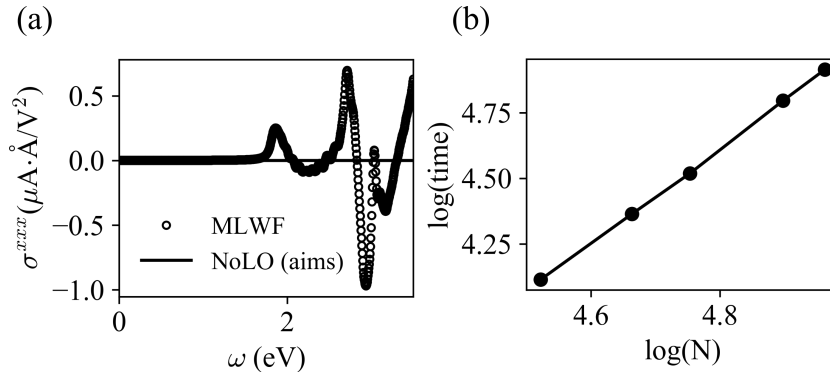 (a)
(b)
0.5
0.0
−0.5
−1.0
σ^{xxx}(μA·Å/V²)
MLWF
NoLO (aims)
0
2
ω (eV)
4.75
4.50
4.25
log(time)
4.6
4.8
log(N)